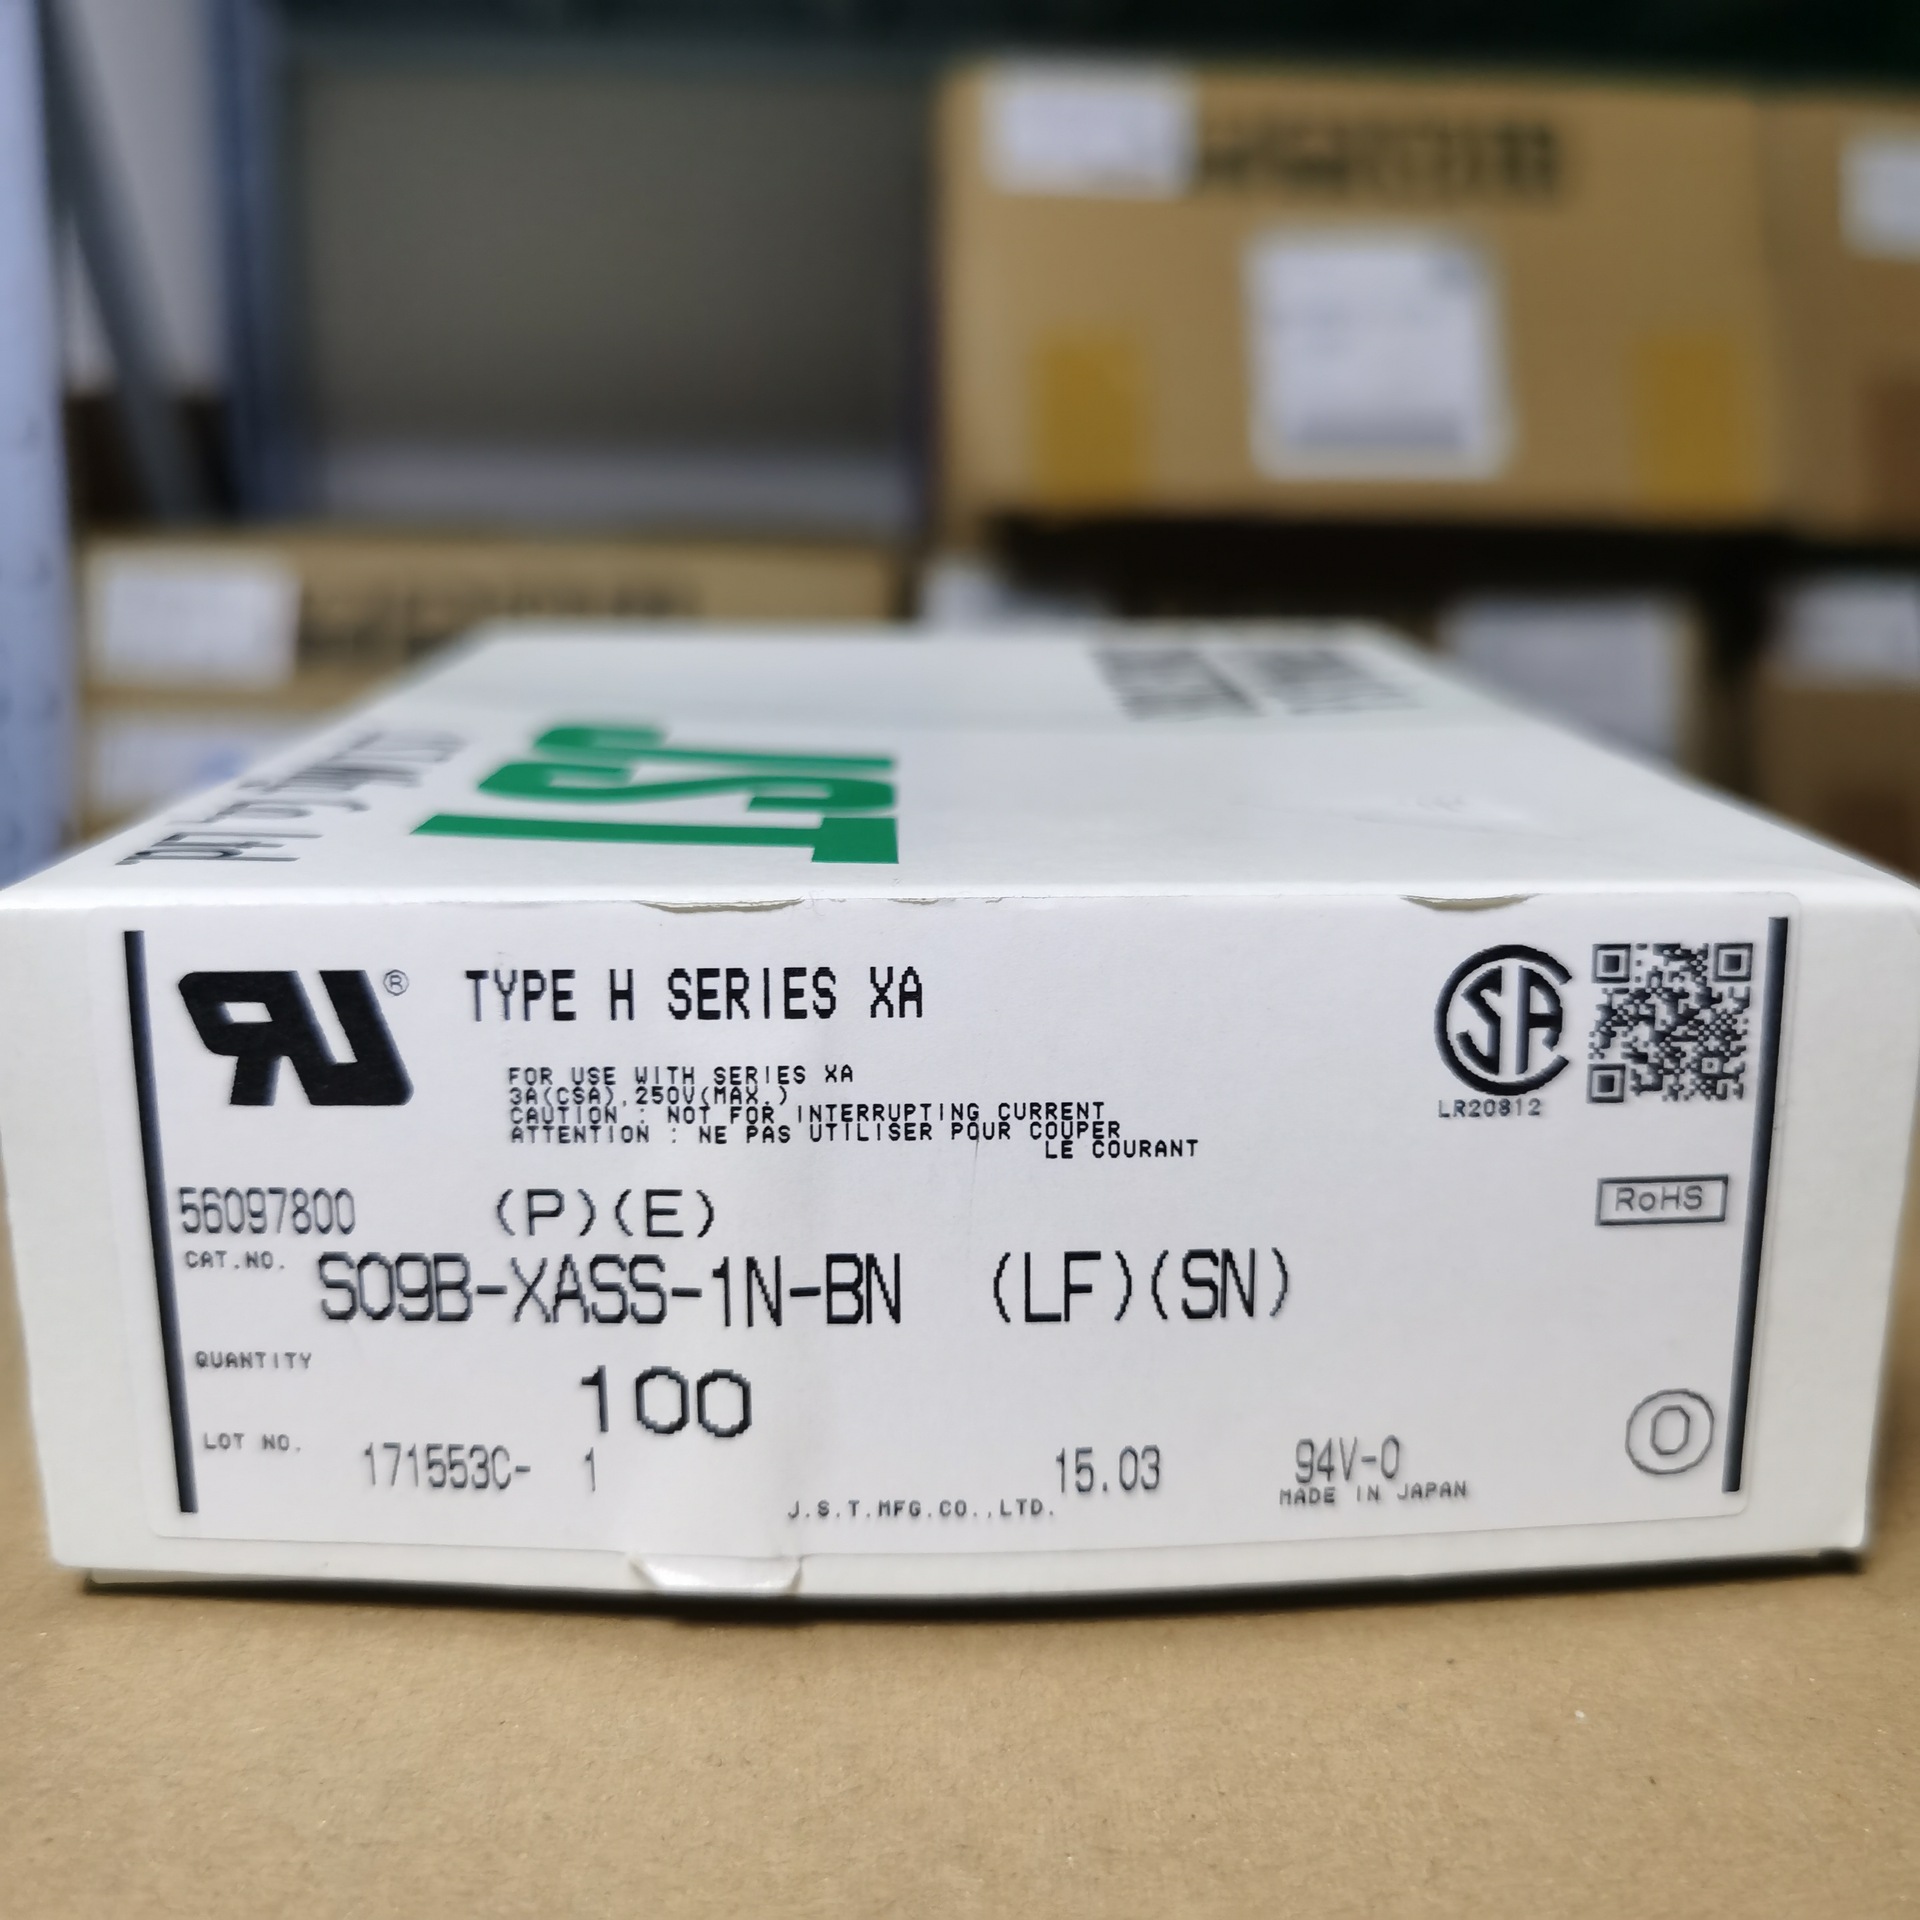 JST
TYPE H SERIES XA
FOR USE WITH SERIES XA
3A(CSA),250V(MAX.)
CAUTION : NOT FOR INTERRUPTING CURRENT
ATTENTION : NE PAS UTILISER POUR COUPER
LE COURANT
LR20812
56097800 (P)(E)
RoHS
CAT.NO. S09B-XASS-1N-BN (LF)(SN)
QUANTITY 100
LOT NO. 171553C- 1 15.03 94V-0
O
J.S.T.MFG.CO.,LTD. MADE IN JAPAN